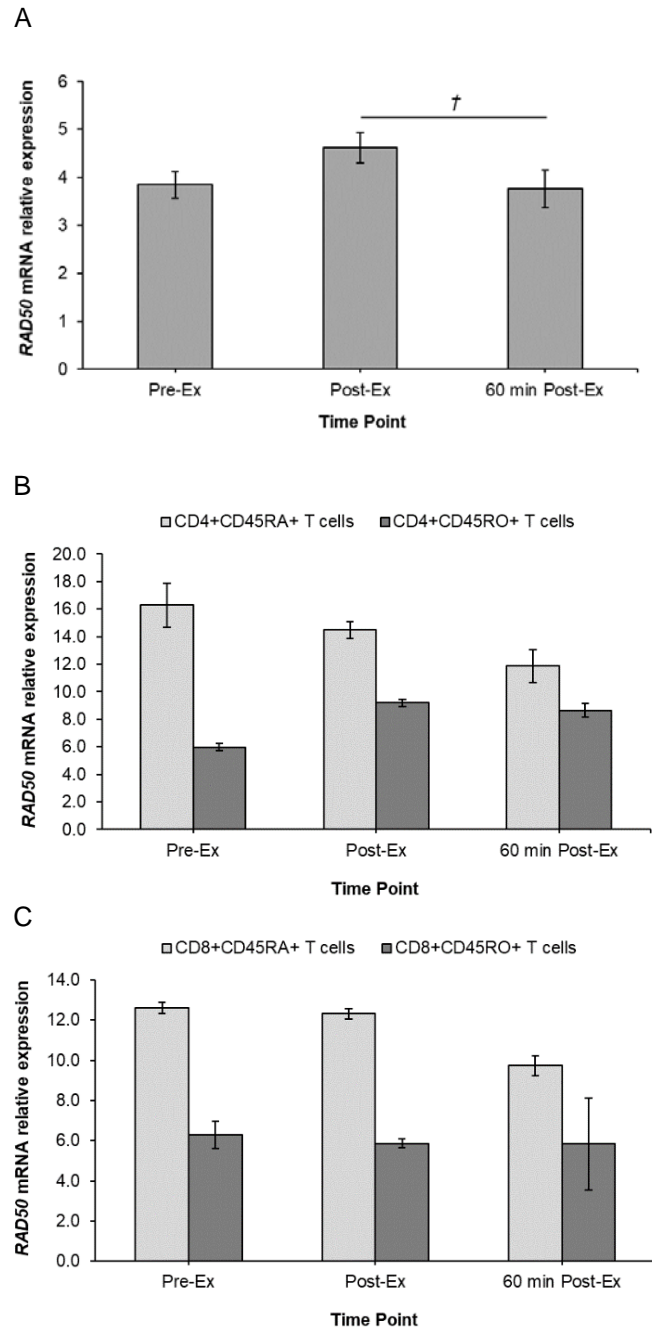 A
RAD50 mRNA relative expression
6
5
4
3
2
1
0
†
Pre-Ex Post-Ex 60 min Post-Ex
Time Point
B
CD4+CD45RA+ T cells CD4+CD45RO+ T cells
RAD50 mRNA relative expression
20.0
18.0
16.0
14.0
12.0
10.0
8.0
6.0
4.0
2.0
0.0
Pre-Ex Post-Ex 60 min Post-Ex
Time Point
C
CD8+CD45RA+ T cells CD8+CD45RO+ T cells
RAD50 mRNA relative expression
14.0
12.0
10.0
8.0
6.0
4.0
2.0
0.0
Pre-Ex Post-Ex 60 min Post-Ex
Time Point